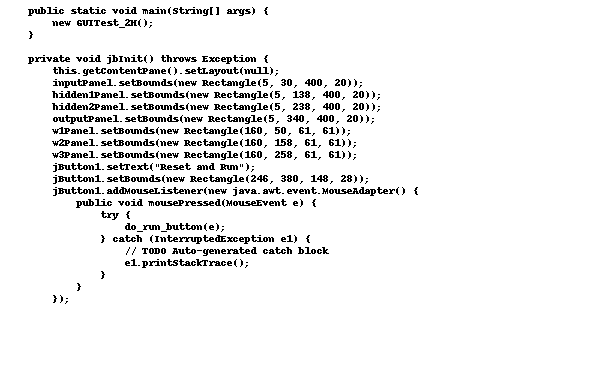 public static void main(String[] args) {
    new GUITest_2H();
}

private void jbInit() throws Exception {
    this.getContentPane().setLayout(null);
    inputPanel.setBounds(new Rectangle(5, 30, 400, 20));
    hidden1Panel.setBounds(new Rectangle(5, 138, 400, 20));
    hidden2Panel.setBounds(new Rectangle(5, 238, 400, 20));
    outputPanel.setBounds(new Rectangle(5, 340, 400, 20));
    w1Panel.setBounds(new Rectangle(160, 50, 61, 61));
    w2Panel.setBounds(new Rectangle(160, 158, 61, 61));
    w3Panel.setBounds(new Rectangle(160, 258, 61, 61));
    jButton1.setText("Reset and Run");
    jButton1.setBounds(new Rectangle(246, 380, 148, 28));
    jButton1.addMouseListener(new java.awt.event.MouseAdapter() {
        public void mousePressed(MouseEvent e) {
            try {
                do_run_button(e);
            } catch (InterruptedException e1) {
                // TODO Auto-generated catch block
                e1.printStackTrace();
            }
        }
    });